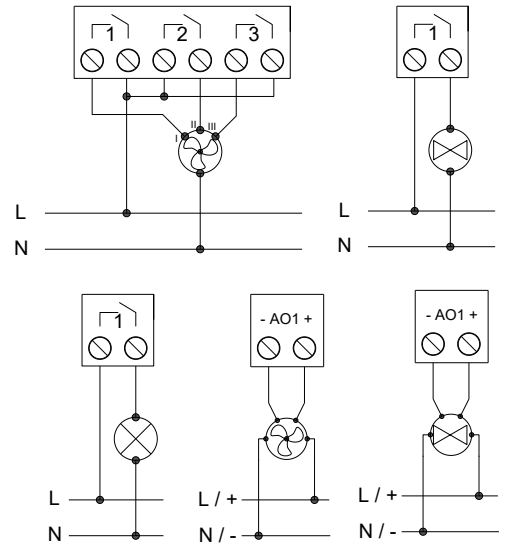 1 2 3
II III
I
L
N
1
L
N
1
L
N
- AO1 +
L / +
N / -
- AO1 +
L / +
N / -